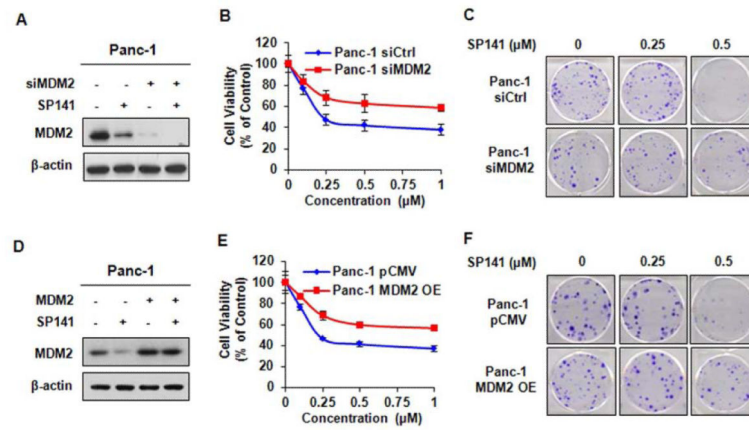 A
Panc-1
siMDM2 - - + +
SP141 - + - +
MDM2
β-actin
B
Panc-1 siCtrl
Panc-1 siMDM2
Cell Viability
(% of Control)
120
100
80
60
40
20
0
0 0.25 0.5 0.75 1
Concentration (μM)
C
SP141 (μM) 0 0.25 0.5
Panc-1
siCtrl
Panc-1
siMDM2
D
Panc-1
MDM2 - - + +
SP141 - + - +
MDM2
β-actin
E
Panc-1 pCMV
Panc-1 MDM2 OE
Cell Viability
(% of Control)
120
100
80
60
40
20
0
0 0.25 0.5 0.75 1
Concentration (μM)
F
SP141 (μM)
0 0.25 0.5
Panc-1
pCMV
Panc-1
MDM2 OE